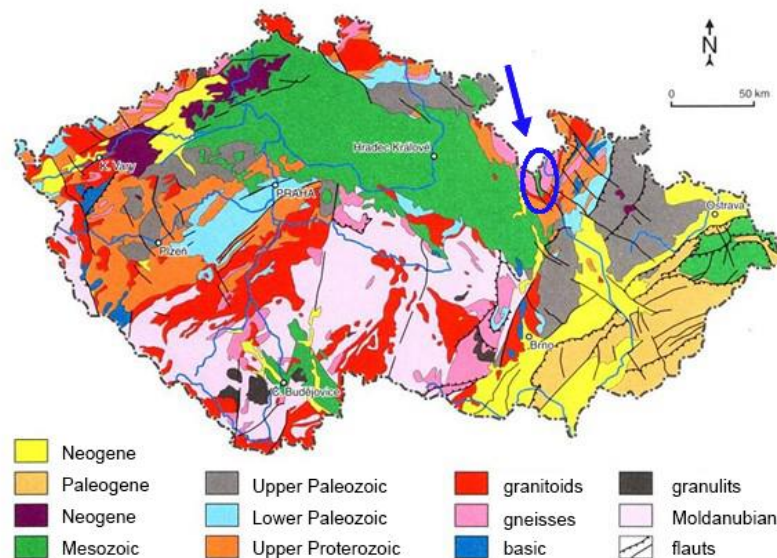 N
0 50 km
Hradec Králové
K. Vary
PRAHA
Ostrava
Plzeň
Brno
Č. Budějovice
Neogene
Paleogene
Neogene
Mesozoic
Upper Paleozoic
Lower Paleozoic
Upper Proterozoic
granitoids
gneisses
basic
granulits
Moldanubian
flauts